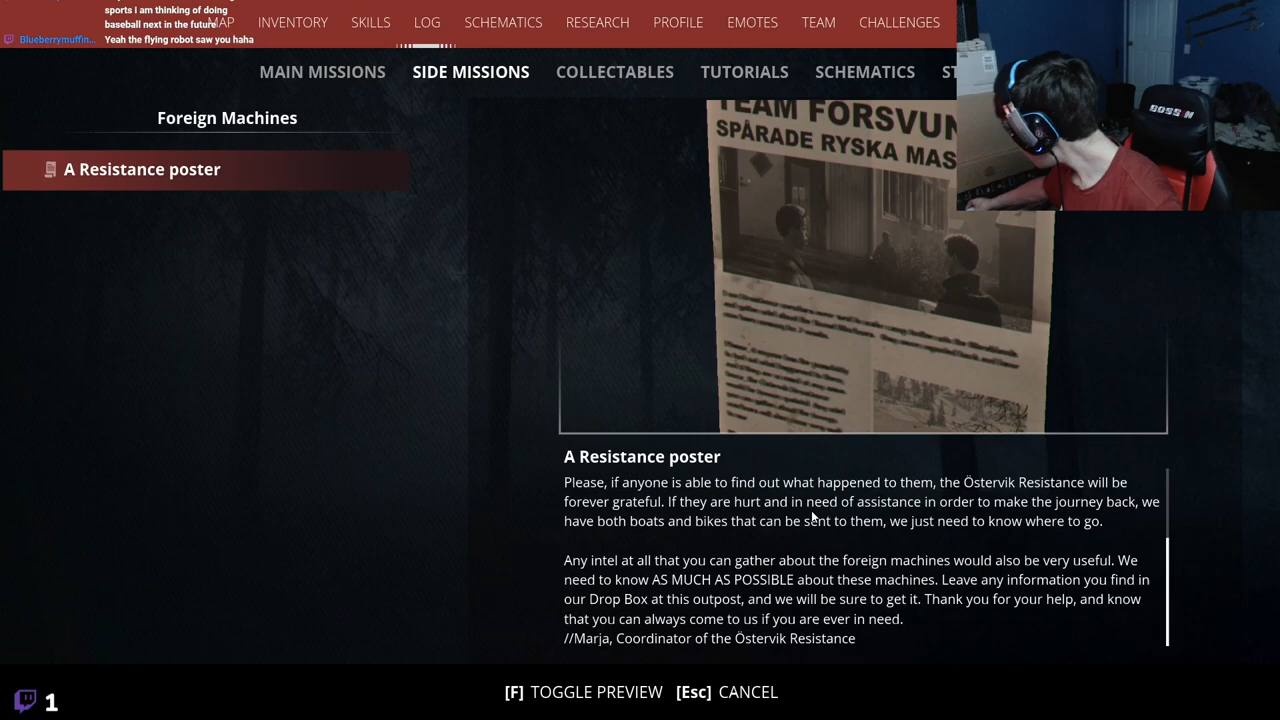 sports i am thinking of doing
baseball next in the future
Blueberrymuffin... Yeah the flying robot saw you haha
MAP INVENTORY SKILLS LOG SCHEMATICS RESEARCH PROFILE EMOTES TEAM CHALLENGES
MAIN MISSIONS SIDE MISSIONS COLLECTABLES TUTORIALS SCHEMATICS ST
Foreign Machines
A Resistance poster
TEAM FÖRSVUN
SPÅRADE RYSKA MAS
BOSSIN
A Resistance poster
Please, if anyone is able to find out what happened to them, the Östervik Resistance will be
forever grateful. If they are hurt and in need of assistance in order to make the journey back, we
have both boats and bikes that can be sent to them, we just need to know where to go.
Any intel at all that you can gather about the foreign machines would also be very useful. We
need to know AS MUCH AS POSSIBLE about these machines. Leave any information you find in
our Drop Box at this outpost, and we will be sure to get it. Thank you for your help, and know
that you can always come to us if you are ever in need.
//Marja, Coordinator of the Östervik Resistance
1
[F] TOGGLE PREVIEW [Esc] CANCEL